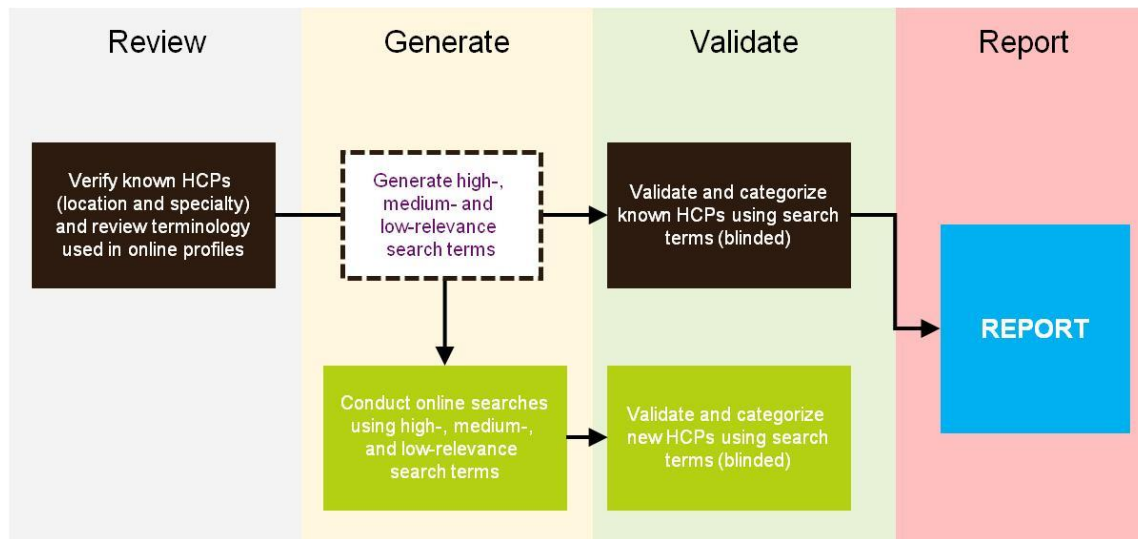 Review
Generate
Validate
Report
Verify known HCPs
(location and specialty)
and review terminology
used in online profiles
Generate high-,
medium- and
low-relevance
search terms
Validate and categorize
known HCPs using search
terms (blinded)
REPORT
Conduct online searches
using high-, medium-,
and low-relevance
search terms
Validate and categorize
new HCPs using search
terms (blinded)